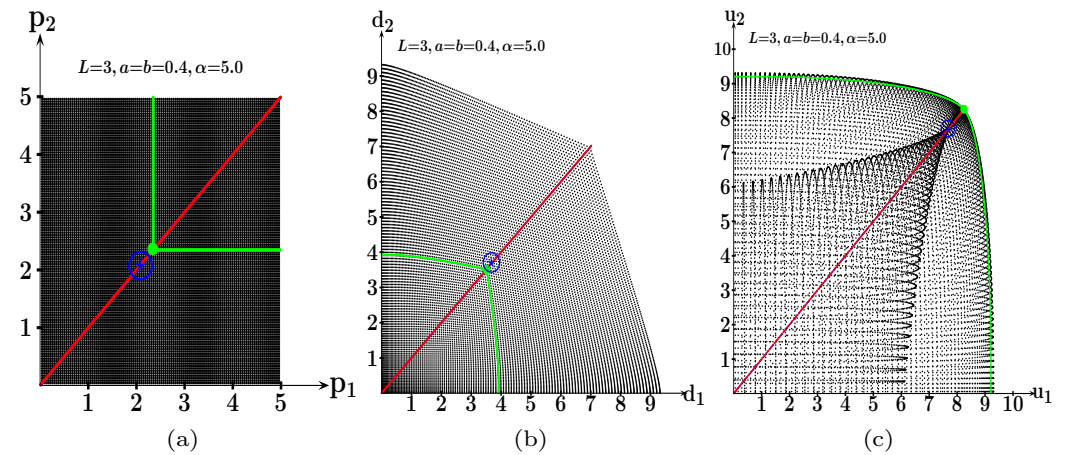 p2
L=3, a=b=0.4, α=5.0
5
4
3
2
1
1 2 3 4 5
p1
(a)
d2
L=3, a=b=0.4, α=5.0
9
8
7
6
5
4
3
2
1
1 2 3 4 5 6 7 8 9
d1
(b)
u2
L=3, a=b=0.4, α=5.0
10
9
8
7
6
5
4
3
2
1
1 2 3 4 5 6 7 8 9 10
u1
(c)